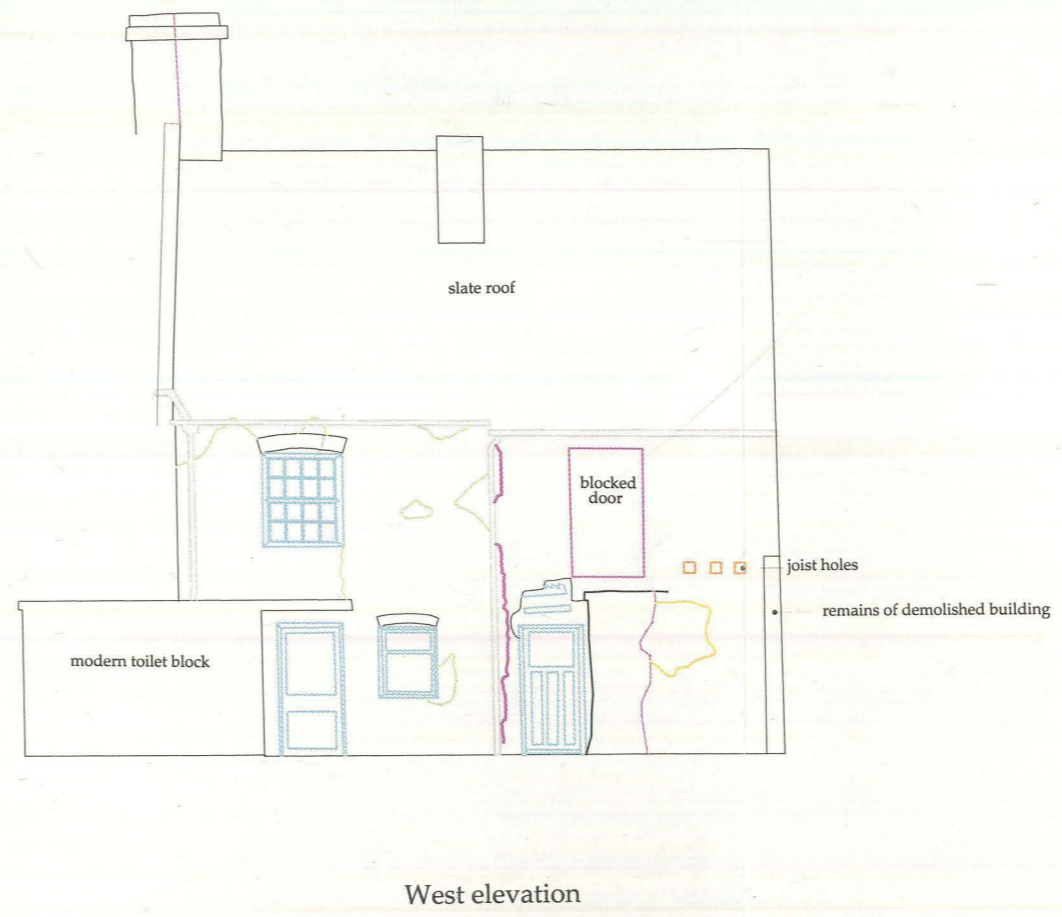 slate roof
blocked
door
joist holes
remains of demolished building
modern toilet block
West elevation